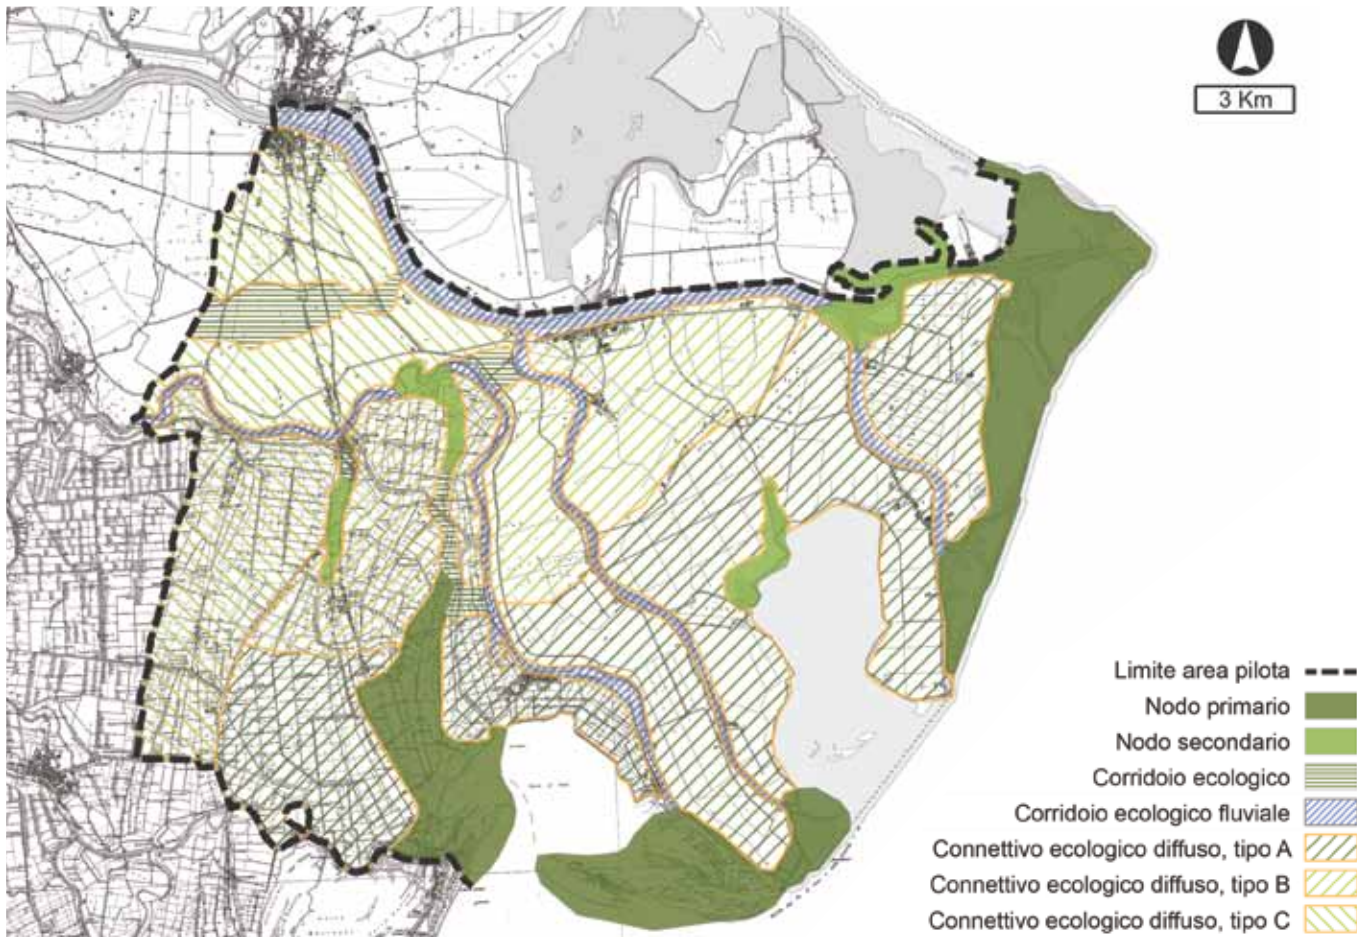 3 Km
Limite area pilota
Nodo primario
Nodo secondario
Corridoio ecologico
Corridoio ecologico fluviale
Connettivo ecologico diffuso, tipo A
Connettivo ecologico diffuso, tipo B
Connettivo ecologico diffuso, tipo C